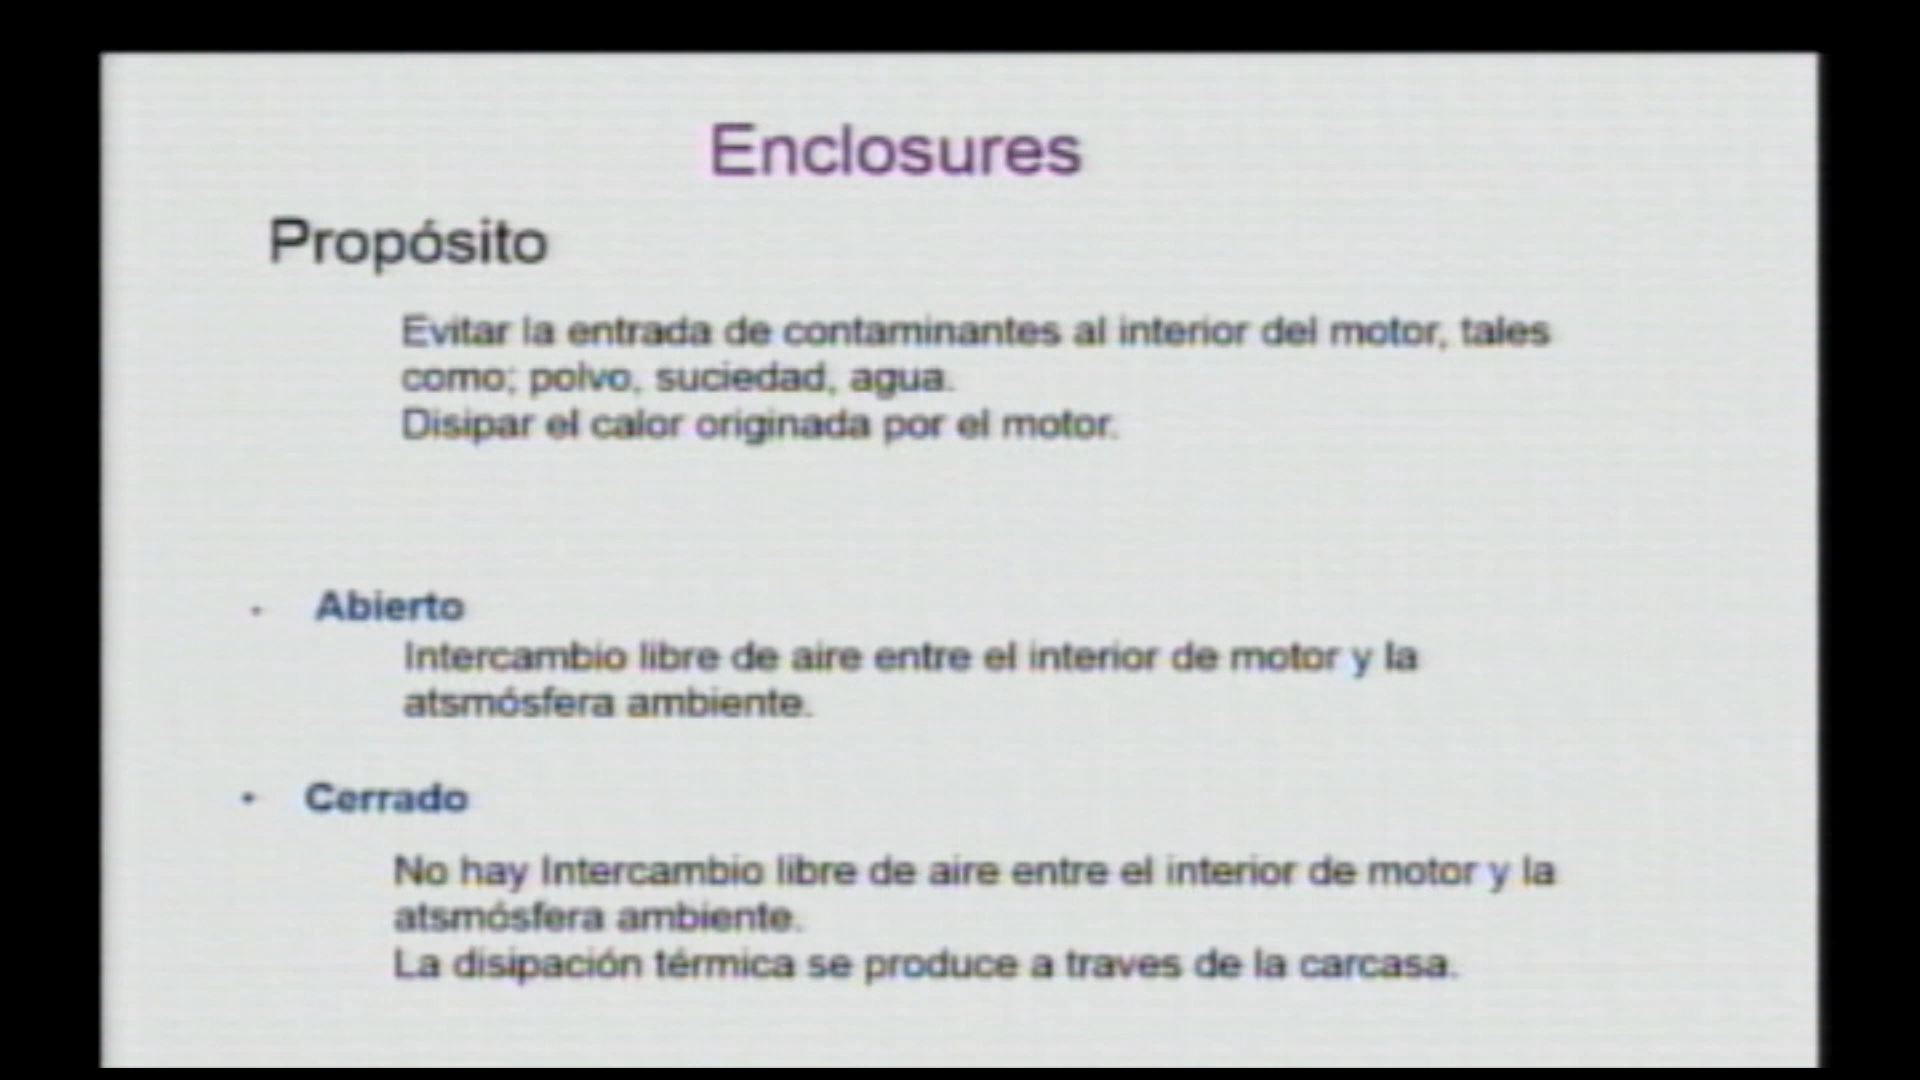 Enclosures
Propósito
Evitar la entrada de contaminantes al interior del motor, tales
como; polvo, suciedad, agua.
Disipar el calor originada por el motor.
• Abierto
Intercambio libre de aire entre el interior de motor y la
atsmósfera ambiente.
• Cerrado
No hay Intercambio libre de aire entre el interior de motor y la
atsmósfera ambiente.
La disipación térmica se produce a traves de la carcasa.